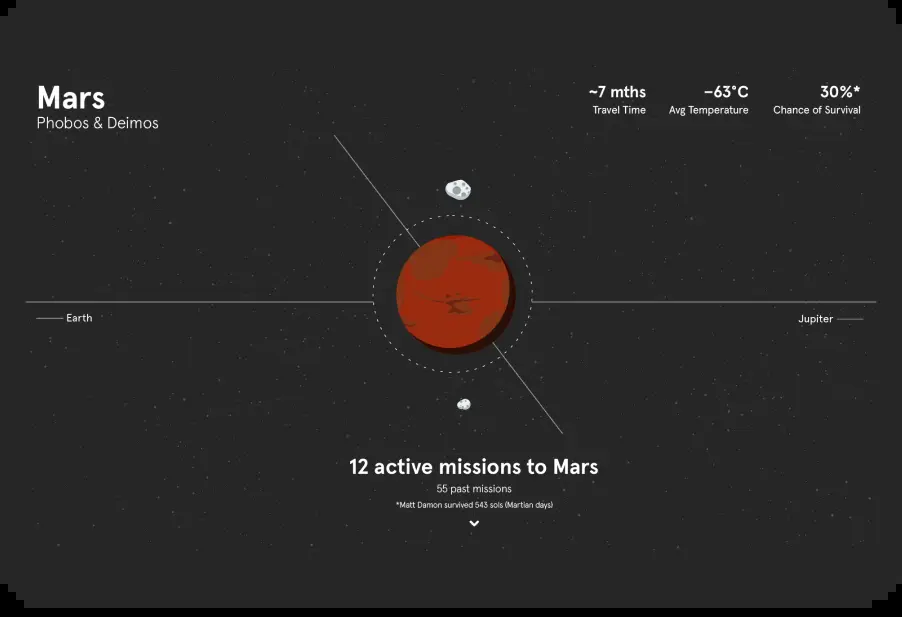 Mars
Phobos & Deimos
~7 mths
Travel Time
–63°C
Avg Temperature
30%*
Chance of Survival
Earth
Jupiter
12 active missions to Mars
55 past missions
*Matt Damon survived 543 sols (Martian days)